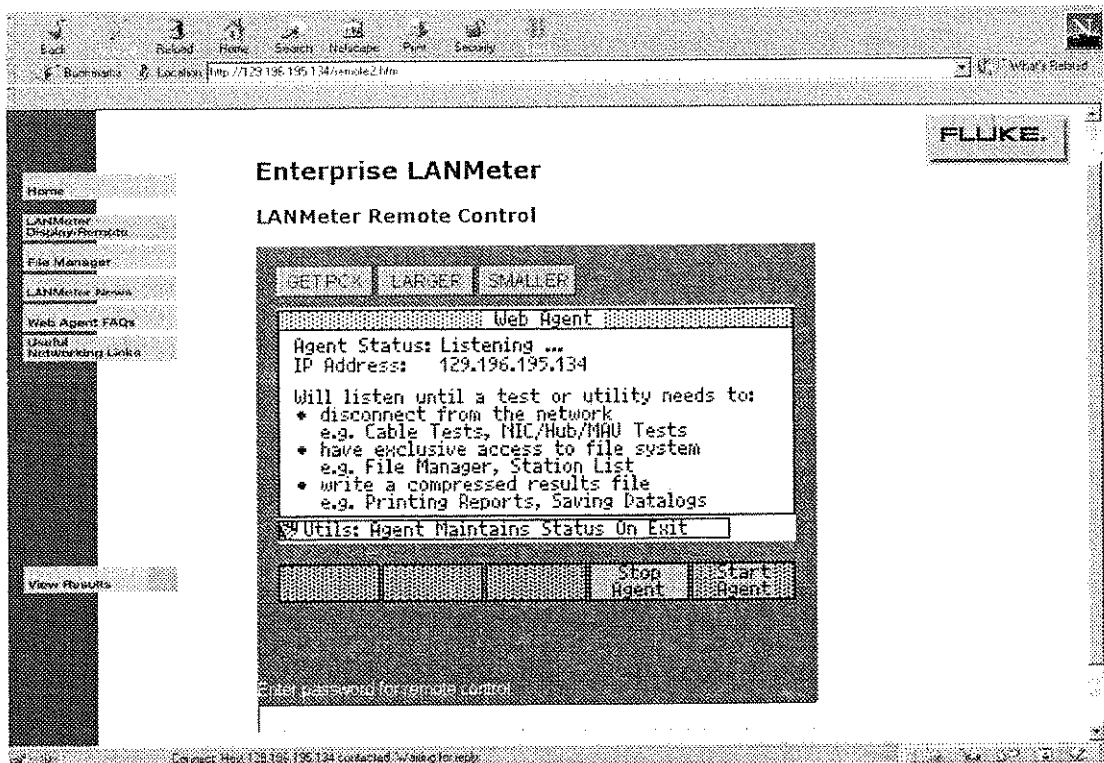 Back Reload Home Search Netscape Print Security
Bookmarks Location http://129.196.195.134/remote2.htm What's Related
FLUKE.
Enterprise LANMeter
LANMeter Remote Control
Home
LANMeter
Display/Remote
File Manager
LANMeter News
Web Agent FAQs
Useful
Networking Links
View Results
GET PCX LARGER SMALLER
Web Agent
Agent Status: Listening ...
IP Address: 129.196.195.134
Will listen until a test or utility needs to:
• disconnect from the network
e.g. Cable Tests, NIC/Hub/MAU Tests
• have exclusive access to file system
e.g. File Manager, Station List
• write a compressed results file
e.g. Printing Reports, Saving Datalogs
Utils: Agent Maintains Status On Exit
Stop Agent Start Agent
Enter password for remote control
Connect: Host 129.196.195.134 contacted. Waiting for reply